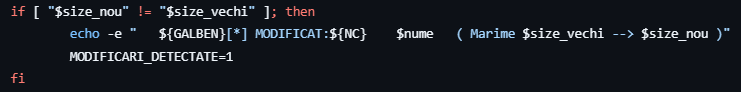 if [ "$size_nou" != "$size_vechi" ]; then
        echo -e "   ${GALBEN}[*] MODIFICAT:${NC}    $nume   ( Marime $size_vechi --> $size_nou )"
        MODIFICARI_DETECTATE=1
fi